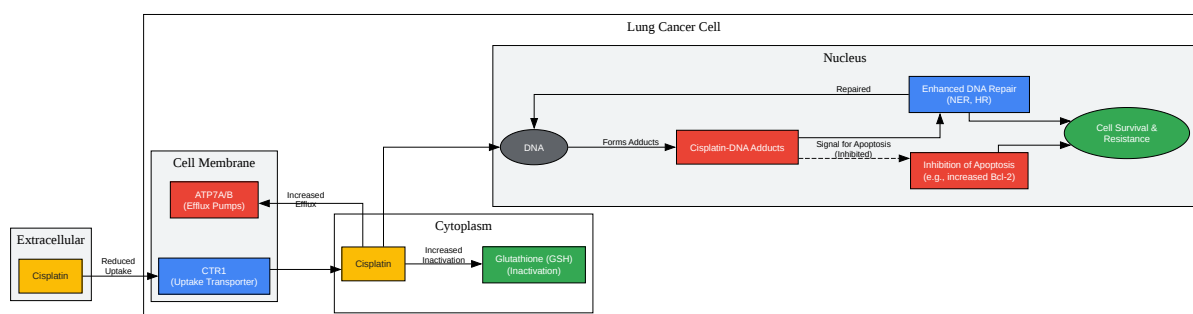 Lung Cancer Cell
Nucleus
Repaired
Enhanced DNA Repair
(NER, HR)
Cell Survival &
Resistance
DNA
Forms Adducts
Cisplatin-DNA Adducts
Signal for Apoptosis
(Inhibited)
Inhibition of Apoptosis
(e.g., increased Bcl-2)
Cell Membrane
ATP7A/B
(Efflux Pumps)
Increased
Efflux
CTR1
(Uptake Transporter)
Extracellular
Cisplatin
Reduced
Uptake
Cytoplasm
Cisplatin
Increased
Inactivation
Glutathione (GSH)
(Inactivation)